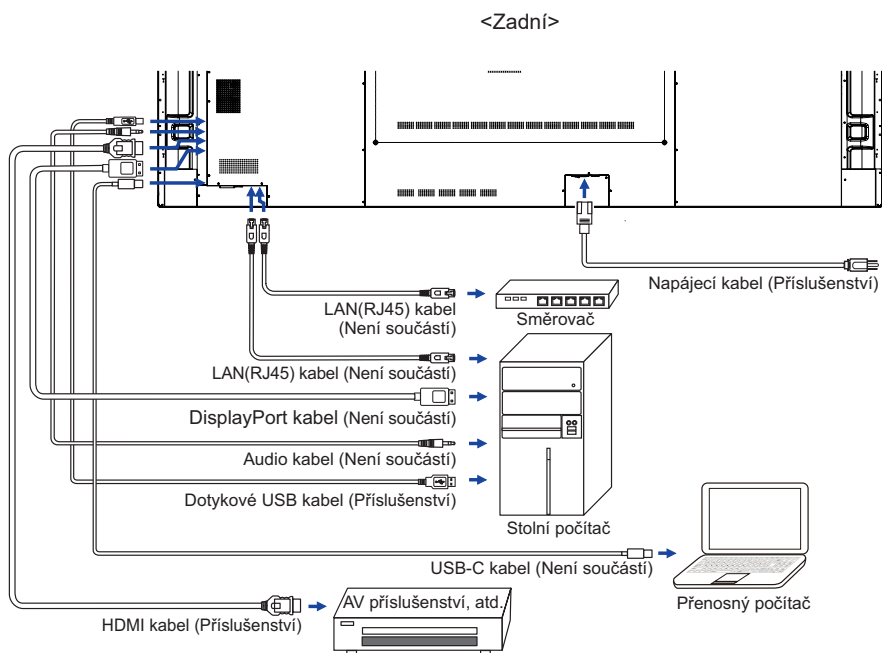 <Zadní>
Napájecí kabel (Příslušenství)
LAN(RJ45) kabel
(Není součástí)
Směrovač
LAN(RJ45) kabel (Není součástí)
DisplayPort kabel (Není součástí)
Audio kabel (Není součástí)
Dotykové USB kabel (Příslušenství)
Stolní počítač
USB-C kabel (Není součástí)
Přenosný počítač
AV příslušenství, atd.
HDMI kabel (Příslušenství)